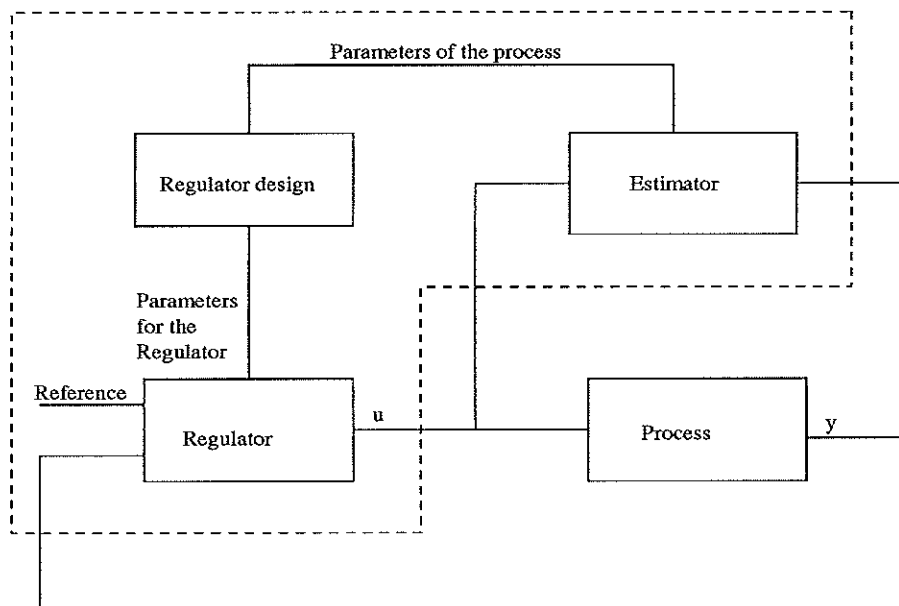 Parameters of the process
Regulator design
Estimator
Parameters
for the
Regulator
Reference
Regulator
u
Process
y